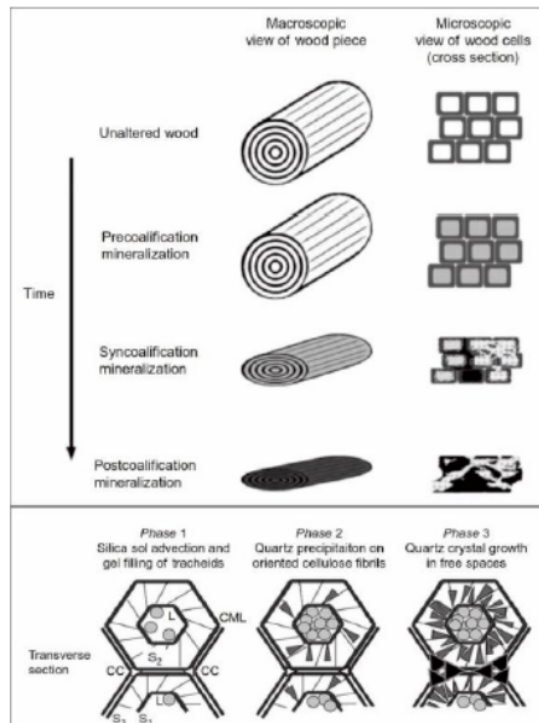 Macroscopic
view of wood piece
Microscopic
view of wood cells
(cross section)
Unaltered wood
Precoalification
mineralization
Time
Syncoalification
mineralization
Postcoalification
mineralization
Phase 1
Silica sol advection and
gel filling of tracheids
Phase 2
Quartz precipitaiton on
oriented cellulose fibrils
Phase 3
Quartz crystal growth
in free spaces
Transverse
section
L
CML
S2
CC
CC
L
S3